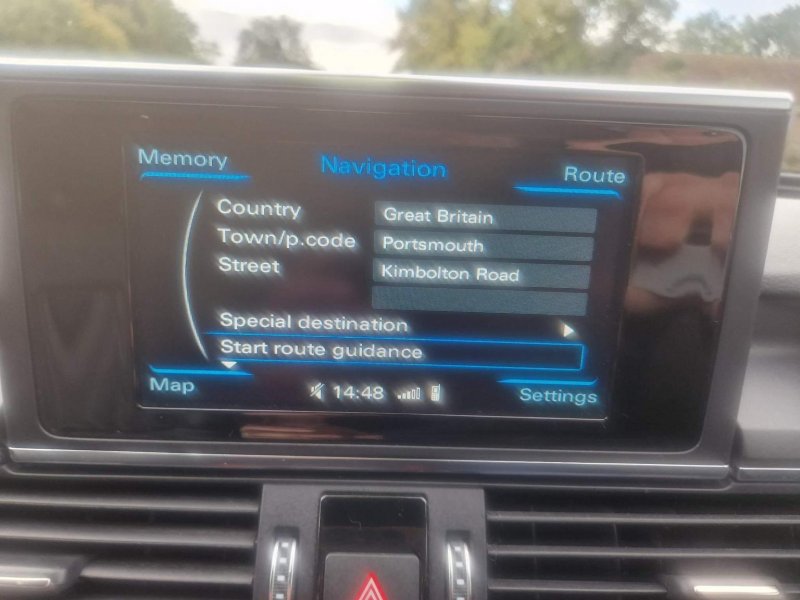 Memory Navigation Route
Country Great Britain
Town/p.code Portsmouth
Street Kimbolton Road
Special destination
Start route guidance
Map 14:48 Settings